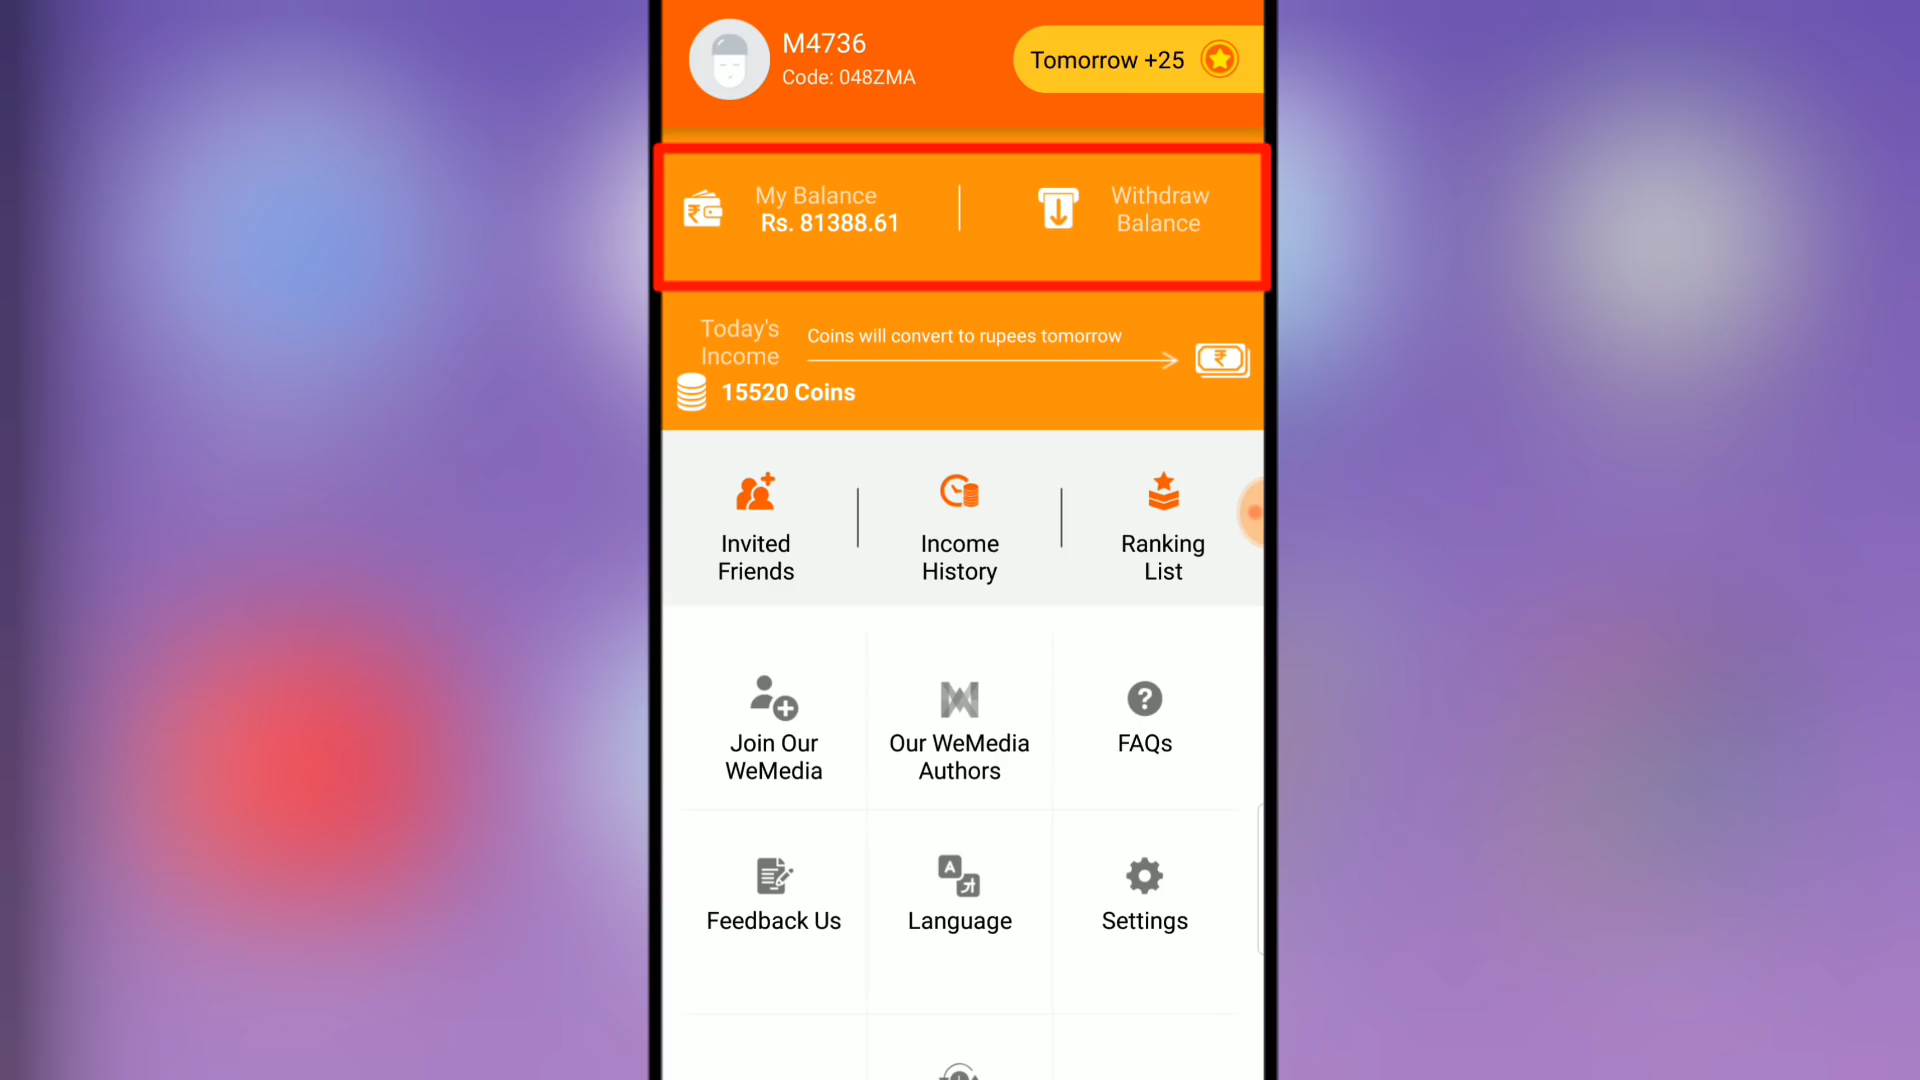 M4736
Code: 048ZMA
Tomorrow +25
My Balance
Rs. 81388.61
Withdraw
Balance
Today's
Income
Coins will convert to rupees tomorrow
15520 Coins
Invited
Friends
Income
History
Ranking
List
Join Our
WeMedia
Our WeMedia
Authors
FAQs
Feedback Us
Language
Settings